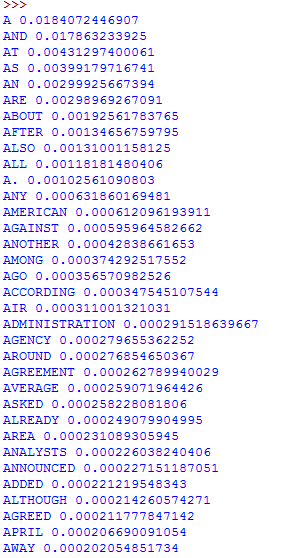 >>>
A 0.0184072446907
AND 0.017863233925
AT 0.00431297400061
AS 0.00399179716741
AN 0.00299925667394
ARE 0.00298969267091
ABOUT 0.00192561783765
AFTER 0.00134656759795
ALSO 0.00131001158125
ALL 0.00118181480406
A. 0.00102561090803
ANY 0.000631860169481
AMERICAN 0.000612096193911
AGAINST 0.000595964582662
ANOTHER 0.00042838661653
AMONG 0.000374292517552
AGO 0.000356570982526
ACCORDING 0.000347545107544
AIR 0.000311001321031
ADMINISTRATION 0.000291518639667
AGENCY 0.000279655362252
AROUND 0.000276854650367
AGREEMENT 0.000262789940029
AVERAGE 0.000259071964426
ASKED 0.000258228081806
ALREADY 0.000249079904995
AREA 0.000231089305945
ANALYSTS 0.000226038240406
ANNOUNCED 0.000227151187051
ADDED 0.000221219548343
ALTHOUGH 0.000214260574271
AGREED 0.000211777847142
APRIL 0.000206690091054
AWAY 0.000202054851734